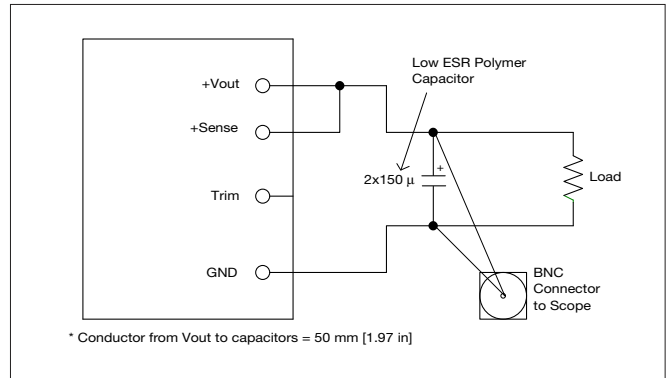 Low ESR Polymer
Capacitor
+Vout
+Sense
+
2x150 µ
Trim
Load
GND
BNC
Connector
to Scope
* Conductor from Vout to capacitors = 50 mm [1.97 in]